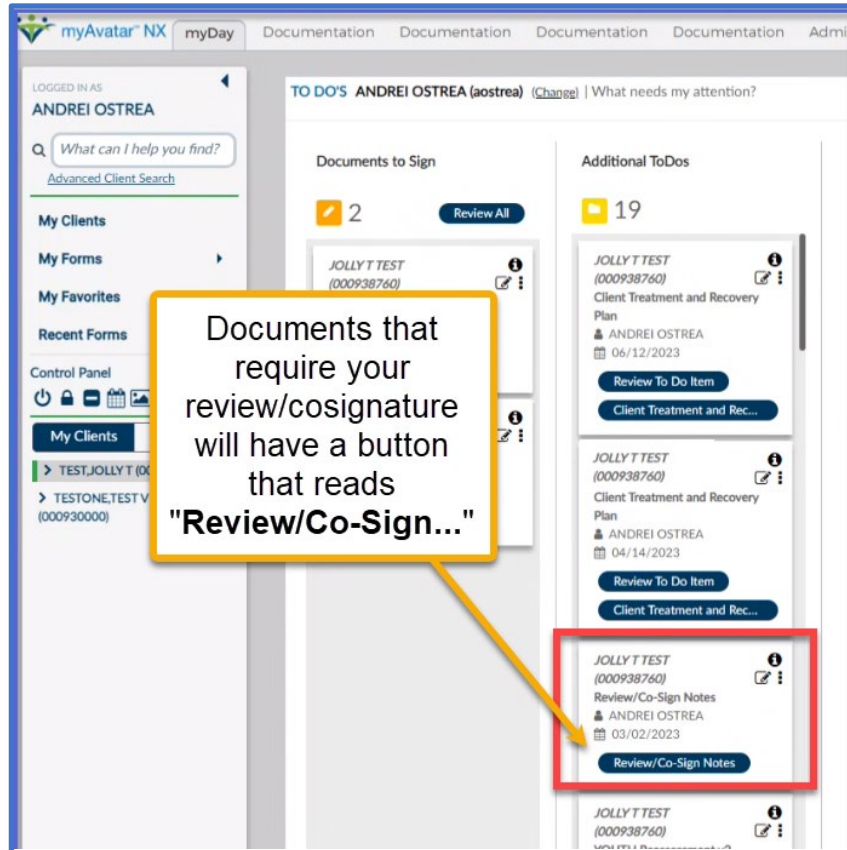 myAvatar™ NX
myDay
Documentation
Documentation
Documentation
Documentation
LOGGED IN AS
ANDREI OSTREA
What can I help you find?
Advanced Client Search
My Clients
My Forms
My Favorites
Recent Forms
Control Panel
My Clients
TEST,JOLLY T
TESTONE,TEST V
(000930000)
TO DO'S ANDREI OSTREA (aostrea) (Change) | What needs my attention?
Documents to Sign
2
Review All
JOLLY T TEST
(000938760)
Documents that
require your
review/cosignature
will have a button
that reads
"Review/Co-Sign..."
Additional ToDos
19
JOLLY T TEST
(000938760)
Client Treatment and Recovery
Plan
ANDREI OSTREA
06/12/2023
Review To Do Item
Client Treatment and Rec...
JOLLY T TEST
(000938760)
Client Treatment and Recovery
Plan
ANDREI OSTREA
04/14/2023
Review To Do Item
Client Treatment and Rec...
JOLLY T TEST
(000938760)
Review/Co-Sign Notes
ANDREI OSTREA
03/02/2023
Review/Co-Sign Notes
JOLLY T TEST
(000938760)